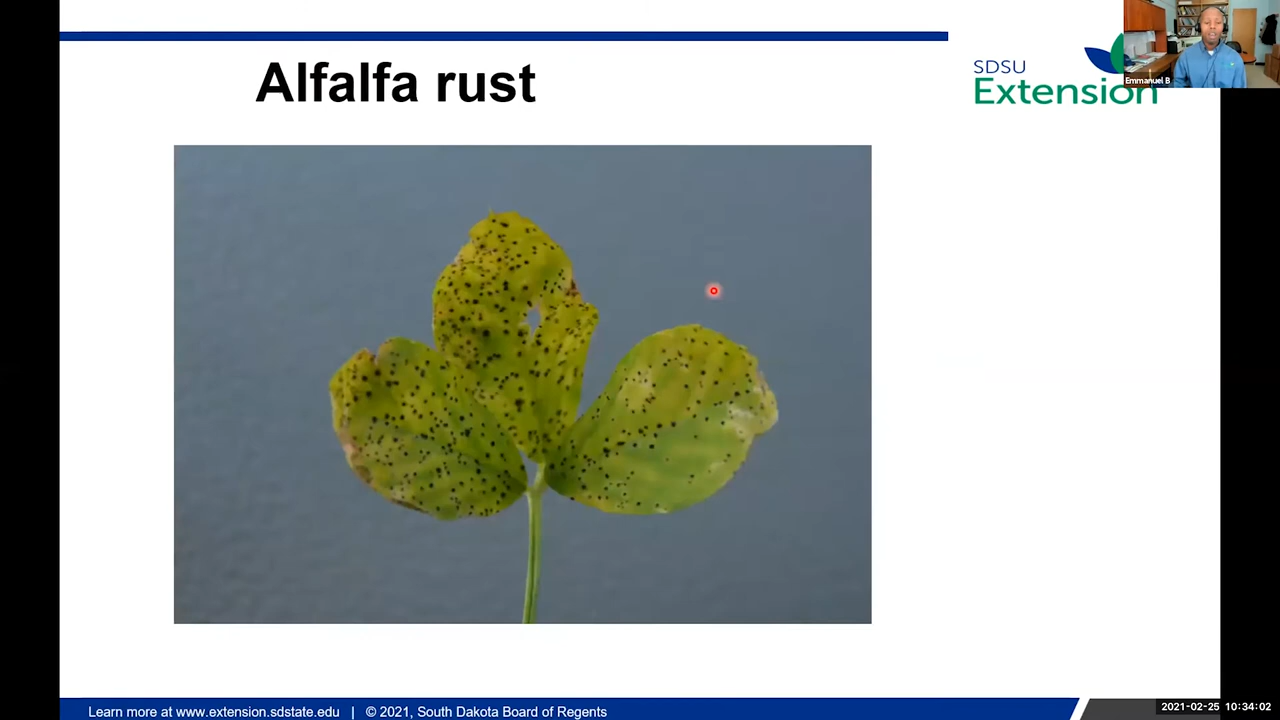 Alfalfa rust
SDSU
Extension
Emmanuel B
Learn more at www.extension.sdstate.edu | © 2021, South Dakota Board of Regents
2021-02-25 10:34:02